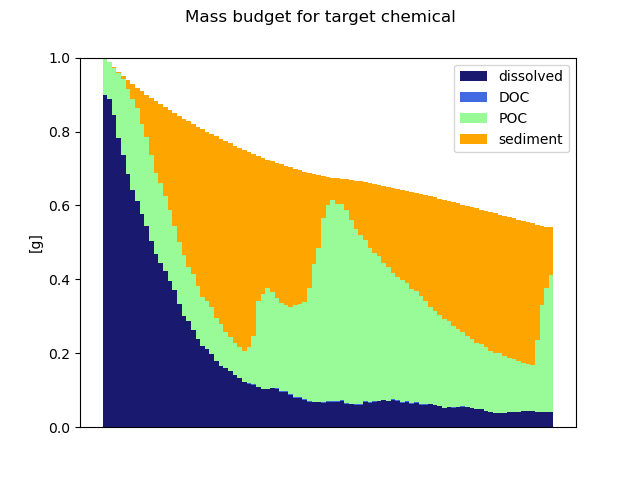 Mass budget for target chemical
1.0
0.8
0.6
0.4
0.2
0.0
[g]
dissolved
DOC
POC
sediment